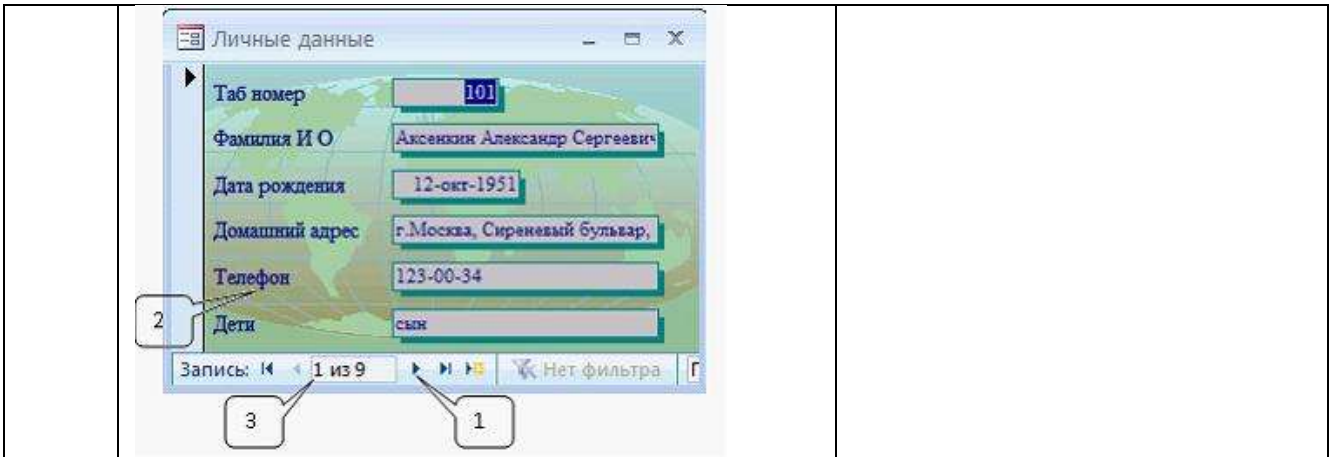 Личные данные
Таб номер 101
Фамилия И О Аксенкин Александр Сергеевич
Дата рождения 12-окт-1951
Домашний адрес г.Москва, Сиреневый бульвар,
Телефон 123-00-34
2
Дети сын
Запись: 1 из 9 Нет фильтра П
3 1